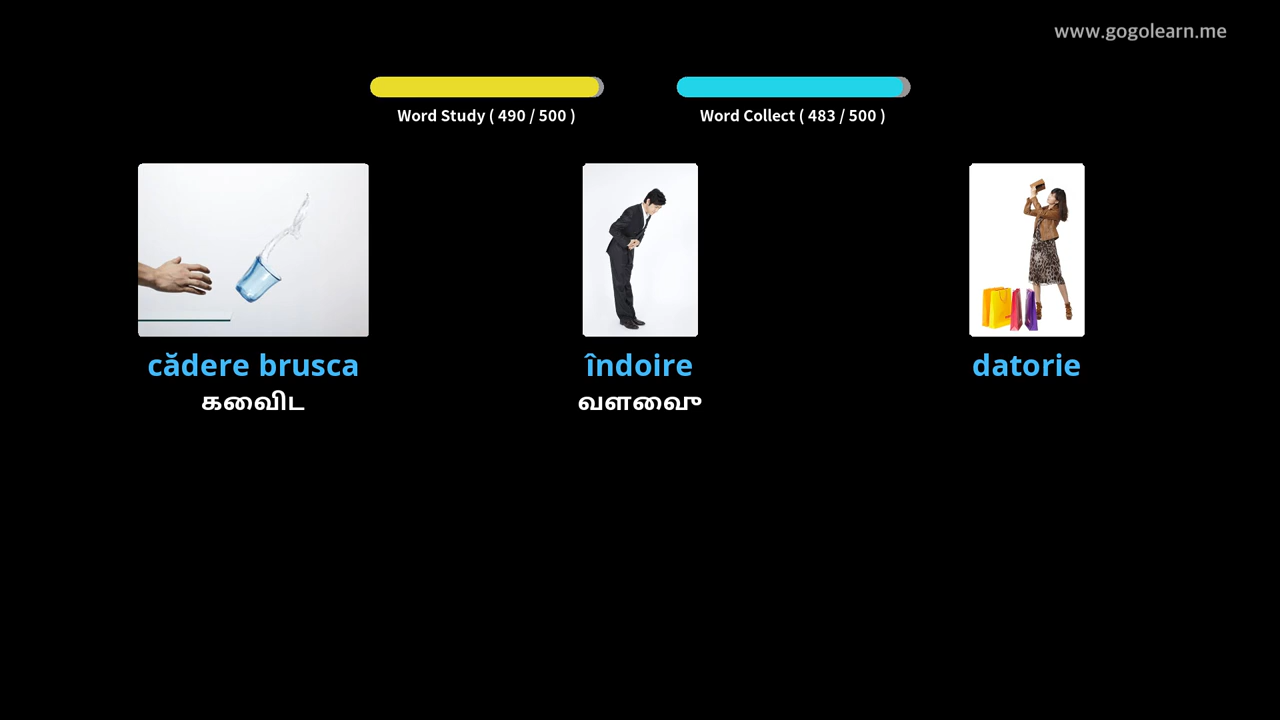 www.gogolearn.me
Word Study ( 490 / 500 )
Word Collect ( 483 / 500 )
cădere brusca
îndoire
datorie
கவிைட
வளைவு